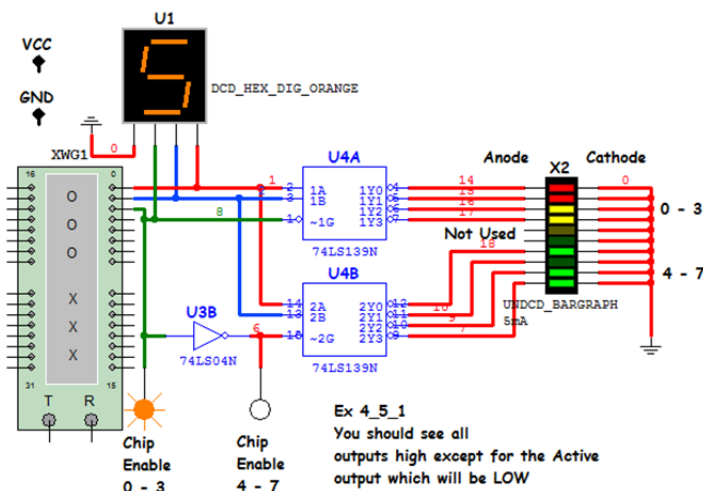 U1
VCC
GND
DCD_HEX_DIG_ORANGE
0
XWG1
16
0
O
O
O
X
X
X
31
15
T
R
1
8
U4A
2
1A
1Y0
4
3
1B
1Y1
5
1Y2
6
1
~1G
1Y3
7
74LS139N
14
15
16
17
Anode
X2
Cathode
0
0 - 3
Not Used
18
4 - 7
U4B
14
2A
2Y0
12
13
2B
2Y1
11
2Y2
10
15
~2G
2Y3
9
74LS139N
10
9
7
UNDCD_BARGRAPH
5mA
U3B
74LS04N
6
Chip
Enable
0 - 3
Chip
Enable
4 - 7
Ex 4_5_1
You should see all
outputs high except for the Active
output which will be LOW